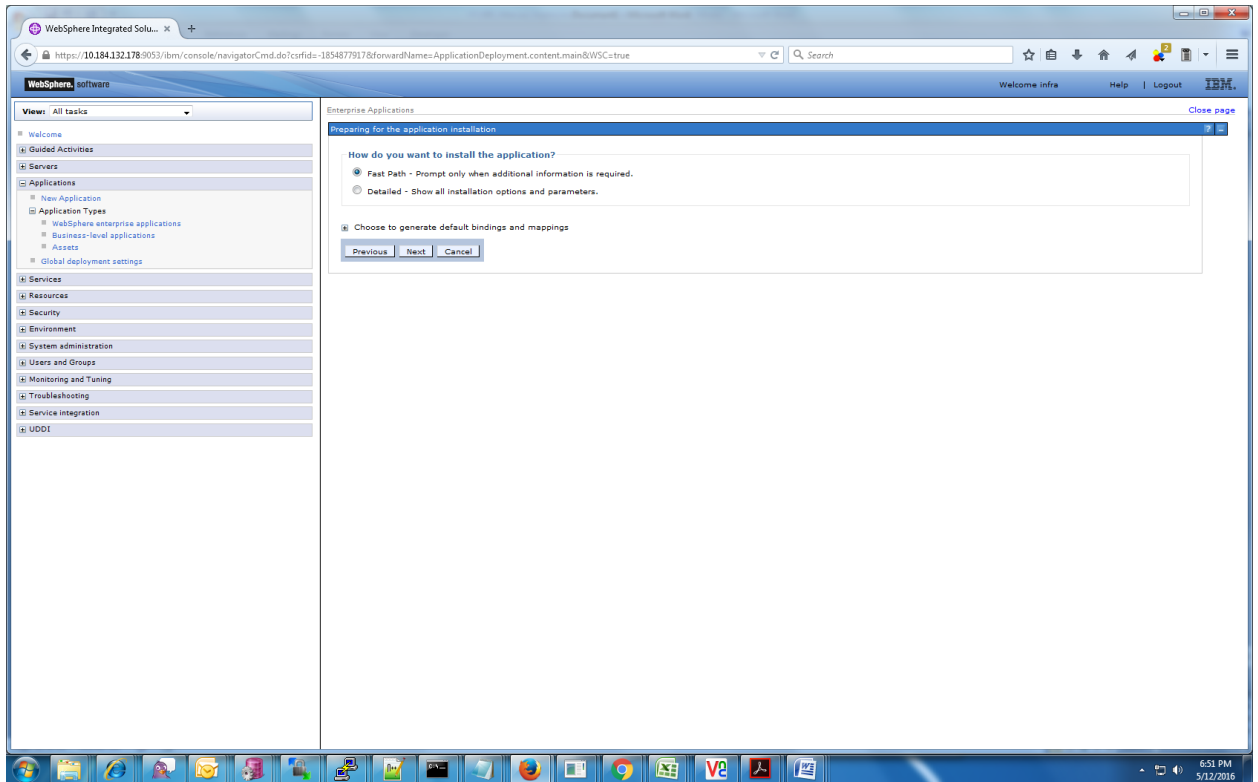 WebSphere Integrated Solu... × +
https://10.184.132.178:9053/ibm/console/navigatorCmd.do?csrfid=-1854877917&forwardName=ApplicationDeployment.content.main&WSC=true
Search
2
WebSphere. software
Welcome infra
Help | Logout
IBM.
View: All tasks
Welcome
Guided Activities
Servers
Applications
New Application
Application Types
WebSphere enterprise applications
Business-level applications
Assets
Global deployment settings
Services
Resources
Security
Environment
System administration
Users and Groups
Monitoring and Tuning
Troubleshooting
Service integration
UDDI
Enterprise Applications
Close page
Preparing for the application installation
? –
How do you want to install the application?
Fast Path - Prompt only when additional information is required.
Detailed - Show all installation options and parameters.
Choose to generate default bindings and mappings
Previous Next Cancel
6:51 PM
5/12/2016